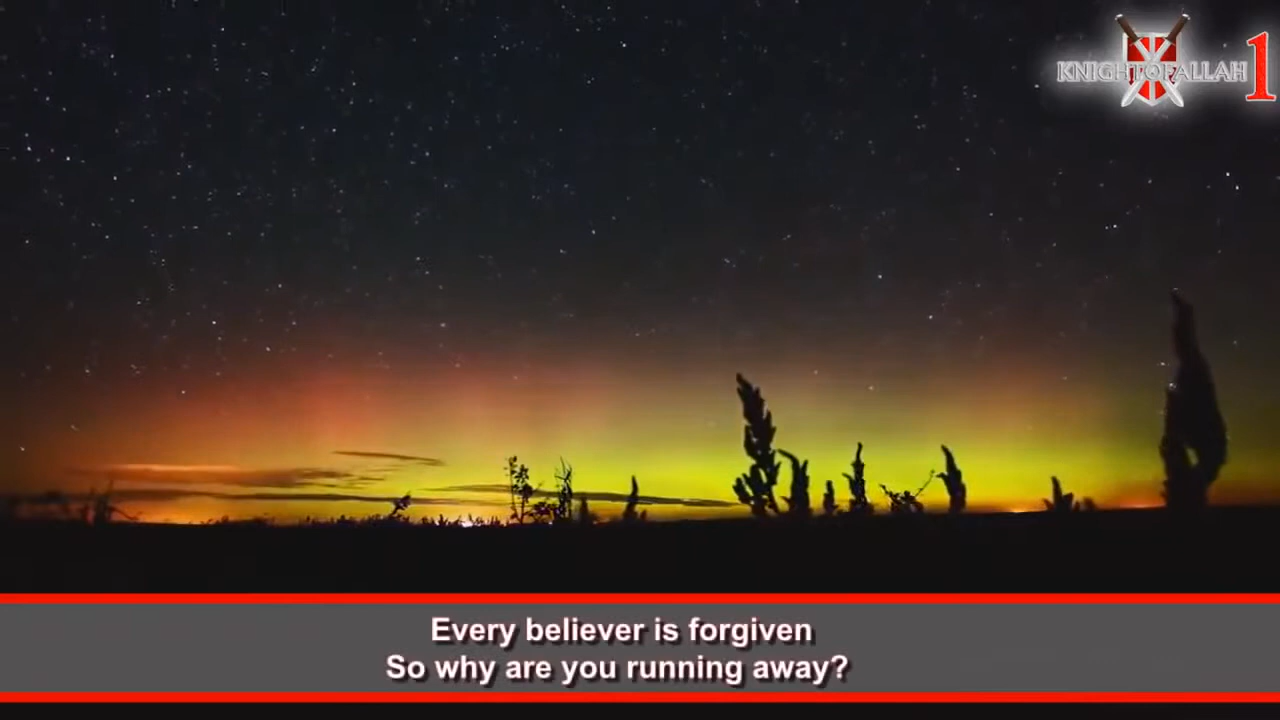 KNIGHTOFALLAH 1
Every believer is forgiven
So why are you running away?